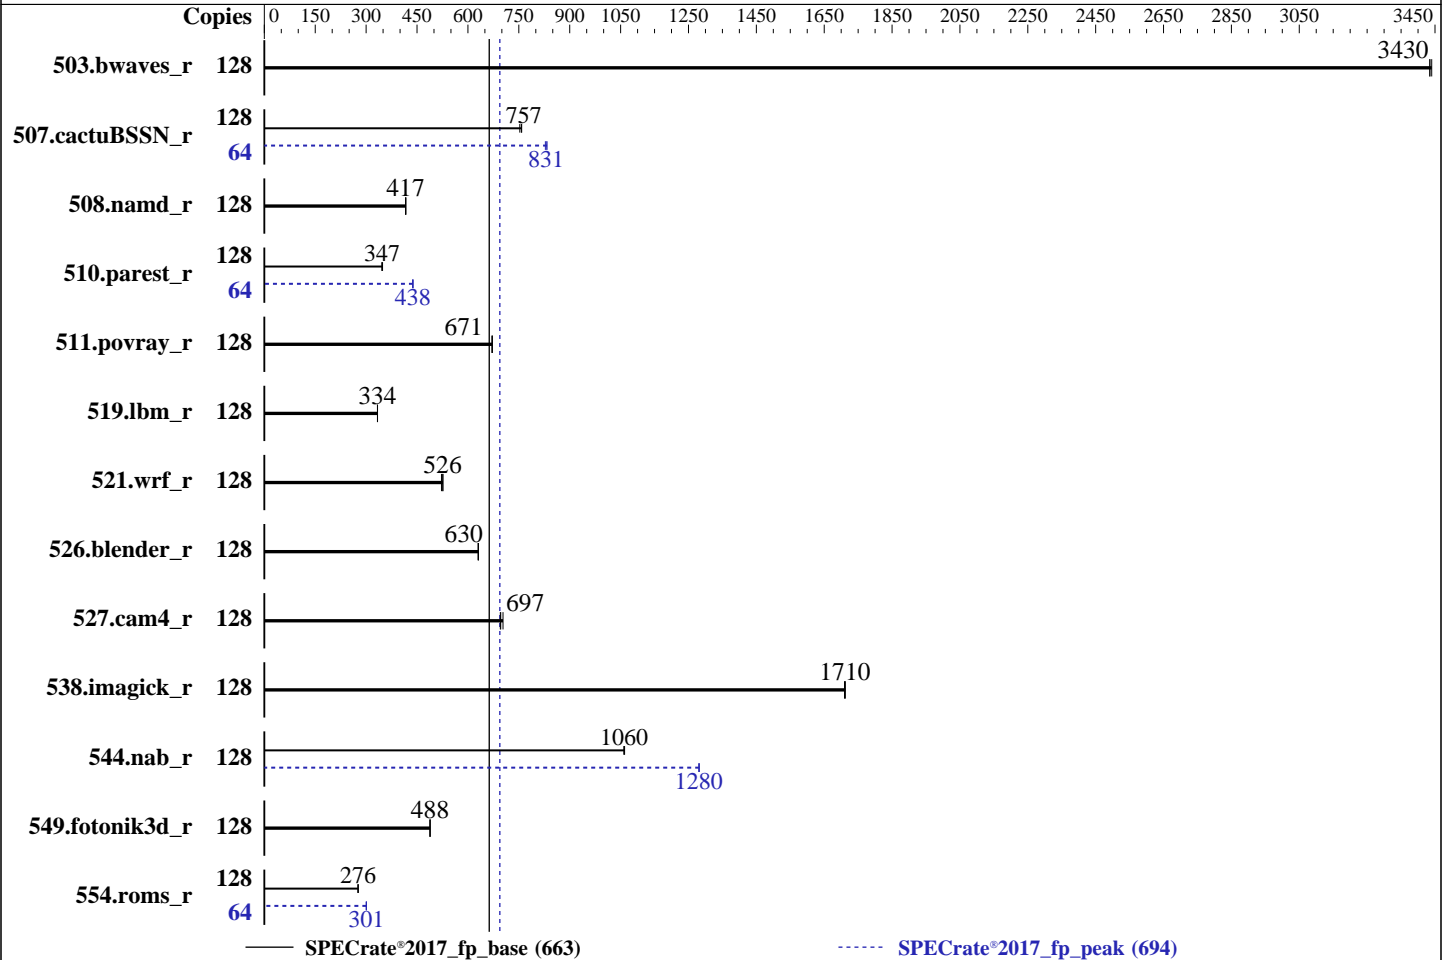 Copies 0 150 300 450 600 750 900 1050 1250 1450 1650 1850 2050 2250 2450 2650 2850 3050 3450
503.bwaves_r 128 3430
507.cactuBSSN_r 128 757
64 831
508.namd_r 128 417
510.parest_r 128 347
64 438
511.povray_r 128 671
519.lbm_r 128 334
521.wrf_r 128 526
526.blender_r 128 630
527.cam4_r 128 697
538.imagick_r 128 1710
544.nab_r 128 1060
1280
549.fotonik3d_r 128 488
554.roms_r 128 276
64 301
SPECrate®2017_fp_base (663) SPECrate®2017_fp_peak (694)